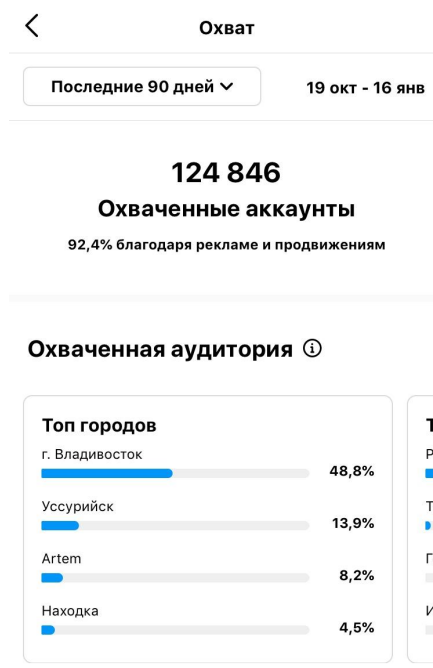 Охват
Последние 90 дней
19 окт - 16 янв
124 846
Охваченные аккаунты
92,4% благодаря рекламе и продвижениям
Охваченная аудитория
Топ городов
г. Владивосток
48,8%
Уссурийск
13,9%
Artem
8,2%
Находка
4,5%